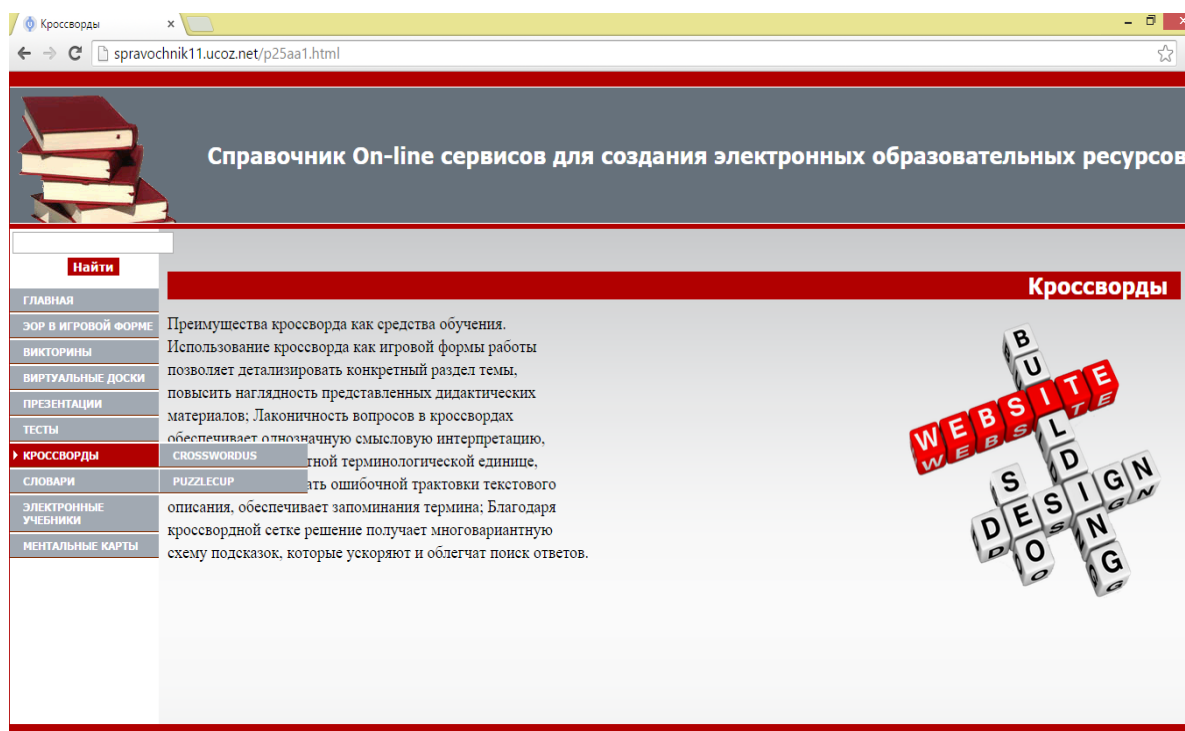 Кроссворды
spravochnik11.ucoz.net/p25aa1.html
Справочник On-line сервисов для создания электронных образовательных ресурсов
Найти
ГЛАВНАЯ
ЭОР В ИГРОВОЙ ФОРМЕ
ВИКТОРИНЫ
ВИРТУАЛЬНЫЕ ДОСКИ
ПРЕЗЕНТАЦИИ
ТЕСТЫ
КРОССВОРДЫ
СЛОВАРИ
ЭЛЕКТРОННЫЕ
УЧЕБНИКИ
МЕНТАЛЬНЫЕ КАРТЫ
CROSSWORDUS
PUZZLECUP
Кроссворды
Преимущества кроссворда как средства обучения.
Использование кроссворда как игровой формы работы
позволяет детализировать конкретный раздел темы,
повысить наглядность представленных дидактических
материалов; Лаконичность вопросов в кроссвордах
обеспечивает однозначную смысловую интерпретацию,
тной терминологической единице,
ать ошибочной трактовки текстового
описания, обеспечивает запоминания термина; Благодаря
кроссвордной сетке решение получает многовариантную
схему подсказок, которые ускоряют и облегчат поиск ответов.
BUILDING
WEBSITE
SEO
DESIGN